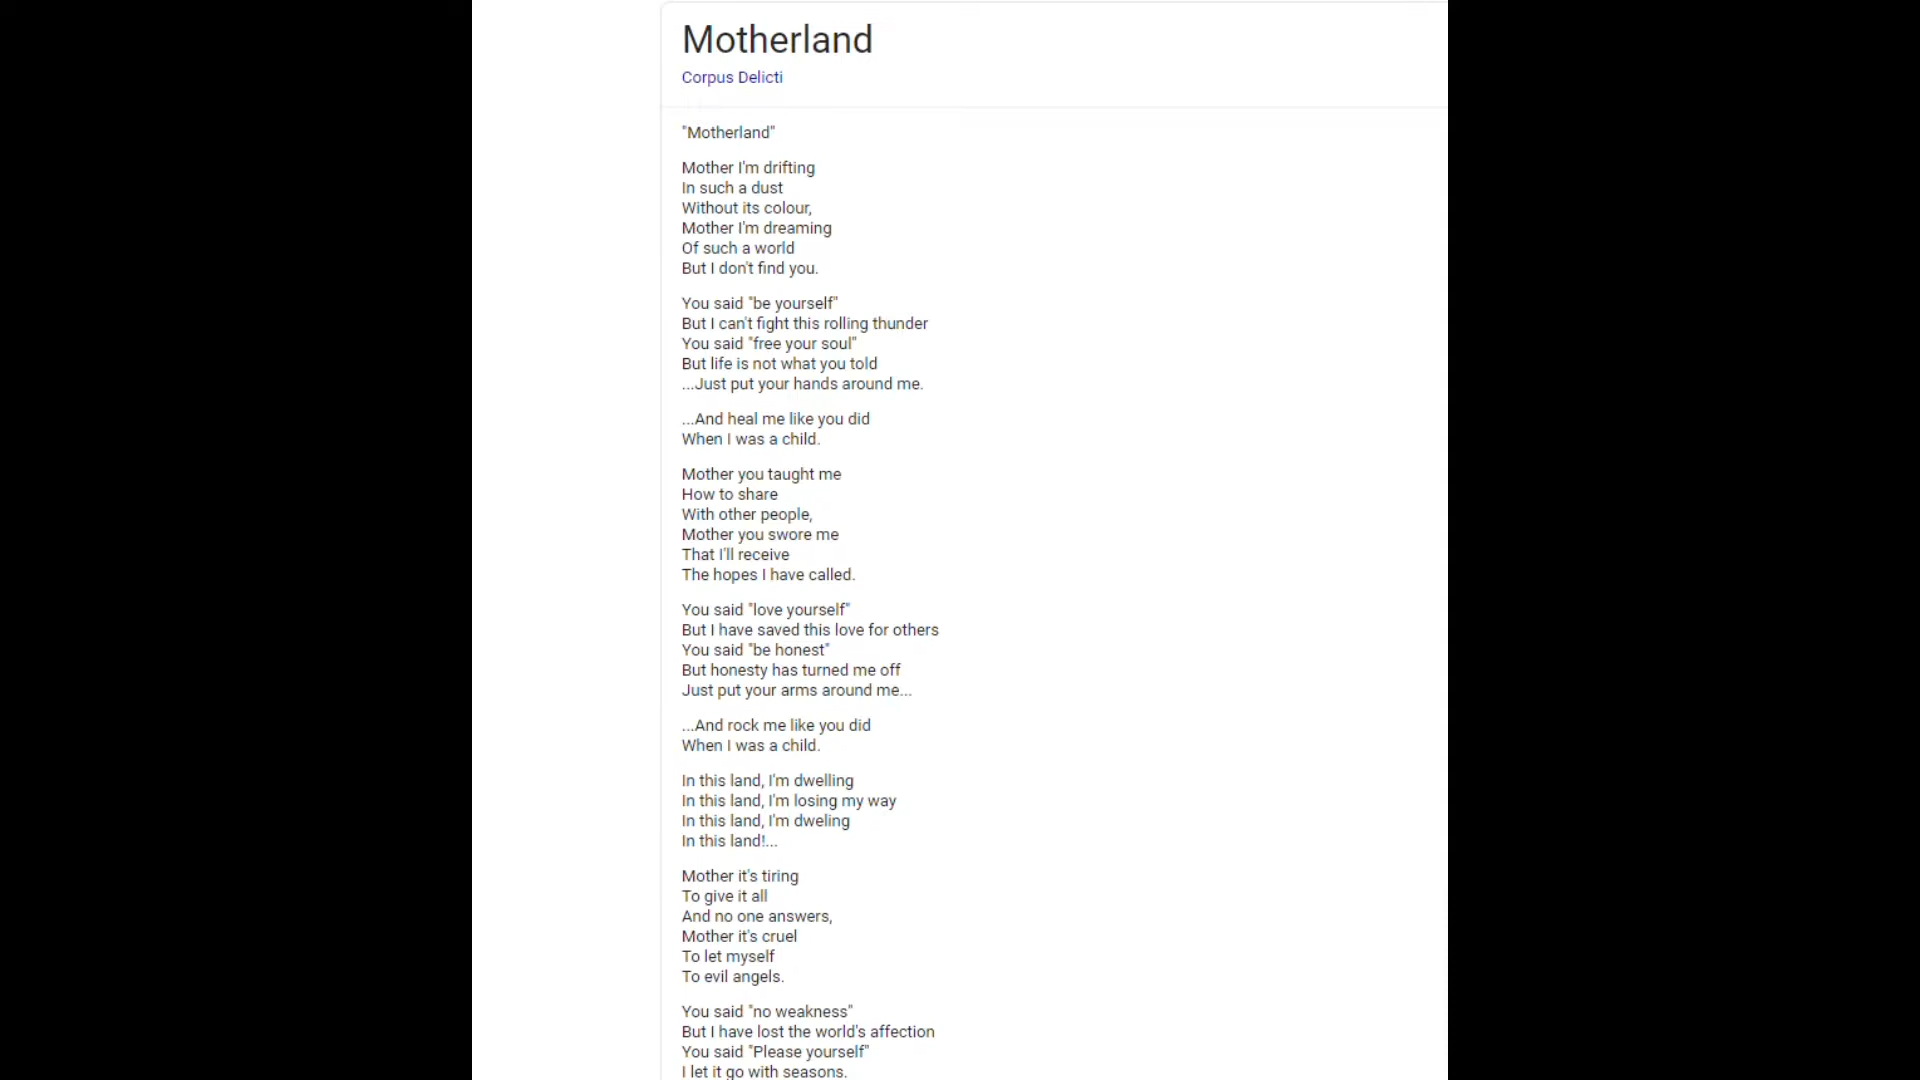 Motherland
Corpus Delicti
"Motherland"
Mother I'm drifting
In such a dust
Without its colour,
Mother I'm dreaming
Of such a world
But I don't find you.
You said "be yourself"
But I can't fight this rolling thunder
You said "free your soul"
But life is not what you told
...Just put your hands around me.
...And heal me like you did
When I was a child.
Mother you taught me
How to share
With other people,
Mother you swore me
That I'll receive
The hopes I have called.
You said "love yourself"
But I have saved this love for others
You said "be honest"
But honesty has turned me off
Just put your arms around me...
...And rock me like you did
When I was a child.
In this land, I'm dwelling
In this land, I'm losing my way
In this land, I'm dweling
In this land!...
Mother it's tiring
To give it all
And no one answers,
Mother it's cruel
To let myself
To evil angels.
You said "no weakness"
But I have lost the world's affection
You said "Please yourself"
I let it go with seasons.